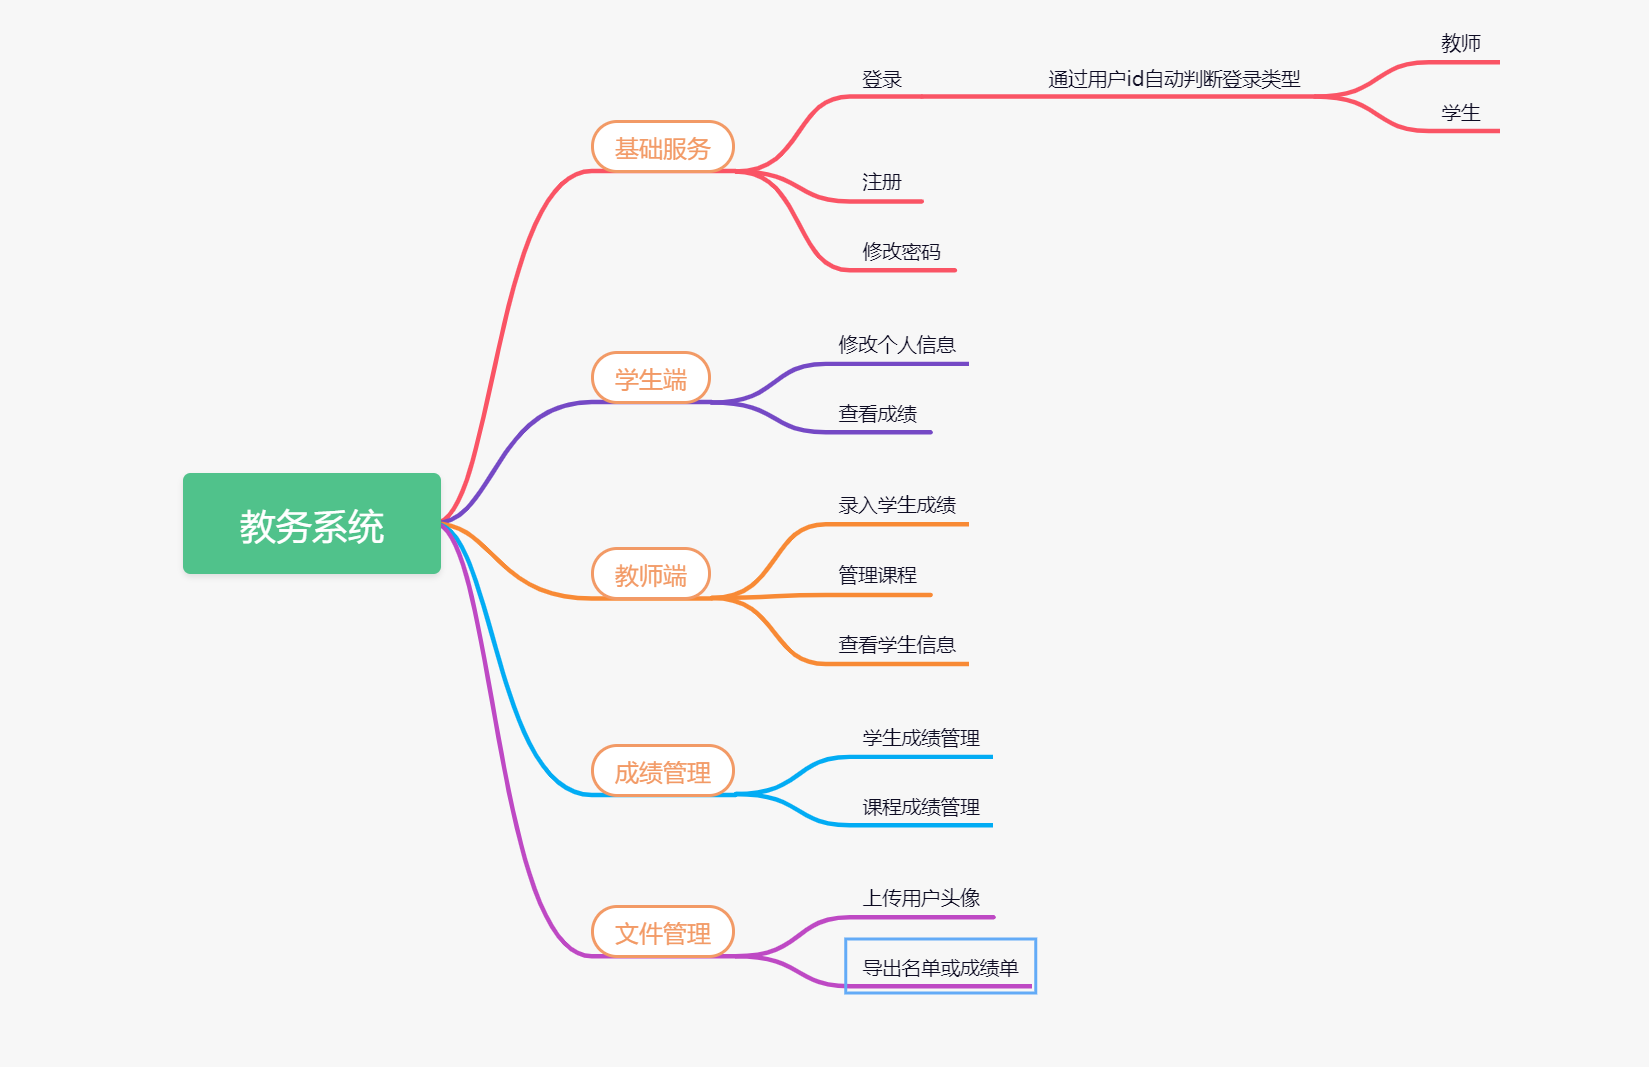 教务系统
基础服务
登录
通过用户id自动判断登录类型
教师
学生
注册
修改密码
学生端
修改个人信息
查看成绩
教师端
录入学生成绩
管理课程
查看学生信息
成绩管理
学生成绩管理
课程成绩管理
文件管理
上传用户头像
导出名单或成绩单